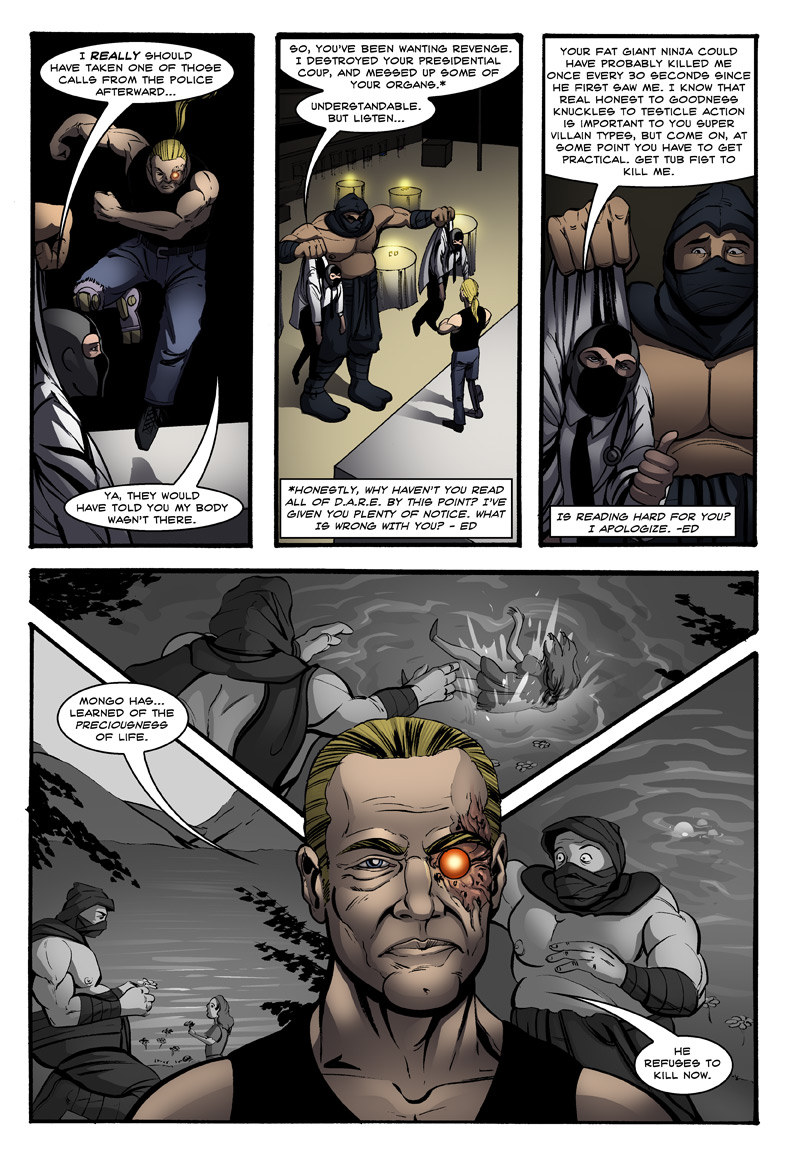 I REALLY SHOULD
HAVE TAKEN ONE OF THOSE
CALLS FROM THE POLICE
AFTERWARD...
YA, THEY WOULD
HAVE TOLD YOU MY BODY
WASN'T THERE.
SO, YOU'VE BEEN WANTING REVENGE.
I DESTROYED YOUR PRESIDENTIAL
COUP, AND MESSED UP SOME OF
YOUR ORGANS.*
UNDERSTANDABLE.
BUT LISTEN...
*HONESTLY, WHY HAVEN'T YOU READ
ALL OF D.A.R.E. BY THIS POINT? I'VE
GIVEN YOU PLENTY OF NOTICE. WHAT
IS WRONG WITH YOU? - ED
YOUR FAT GIANT NINJA COULD
HAVE PROBABLY KILLED ME
ONCE EVERY 30 SECONDS SINCE
HE FIRST SAW ME. I KNOW THAT
REAL HONEST TO GOODNESS
KNUCKLES TO TESTICLE ACTION
IS IMPORTANT TO YOU SUPER
VILLAIN TYPES, BUT COME ON, AT
SOME POINT YOU HAVE TO GET
PRACTICAL. GET TUB FIST TO
KILL ME.
IS READING HARD FOR YOU?
I APOLOGIZE. -ED
MONGO HAS...
LEARNED OF THE
PRECIOUSNESS
OF LIFE.
HE
REFUSES TO
KILL NOW.